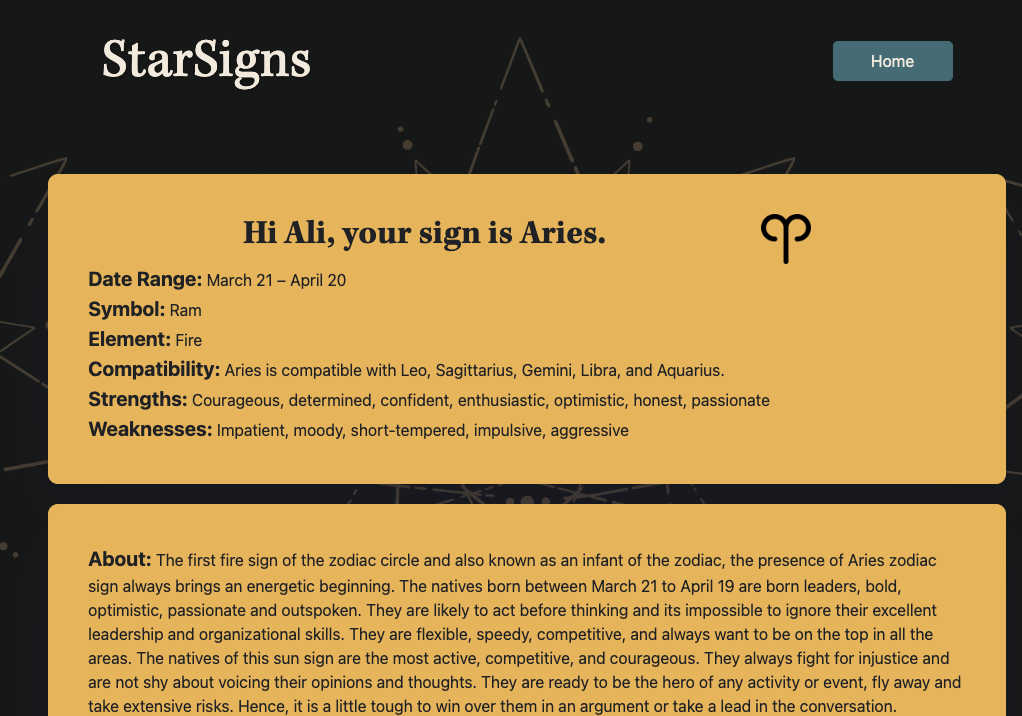 StarSigns
Home
Hi Ali, your sign is Aries.
Date Range: March 21 – April 20
Symbol: Ram
Element: Fire
Compatibility: Aries is compatible with Leo, Sagittarius, Gemini, Libra, and Aquarius.
Strengths: Courageous, determined, confident, enthusiastic, optimistic, honest, passionate
Weaknesses: Impatient, moody, short-tempered, impulsive, aggressive
About: The first fire sign of the zodiac circle and also known as an infant of the zodiac, the presence of Aries zodiac
sign always brings an energetic beginning. The natives born between March 21 to April 19 are born leaders, bold,
optimistic, passionate and outspoken. They are likely to act before thinking and its impossible to ignore their excellent
leadership and organizational skills. They are flexible, speedy, competitive, and always want to be on the top in all the
areas. The natives of this sun sign are the most active, competitive, and courageous. They always fight for injustice and
are not shy about voicing their opinions and thoughts. They are ready to be the hero of any activity or event, fly away and
take extensive risks. Hence, it is a little tough to win over them in an argument or take a lead in the conversation.